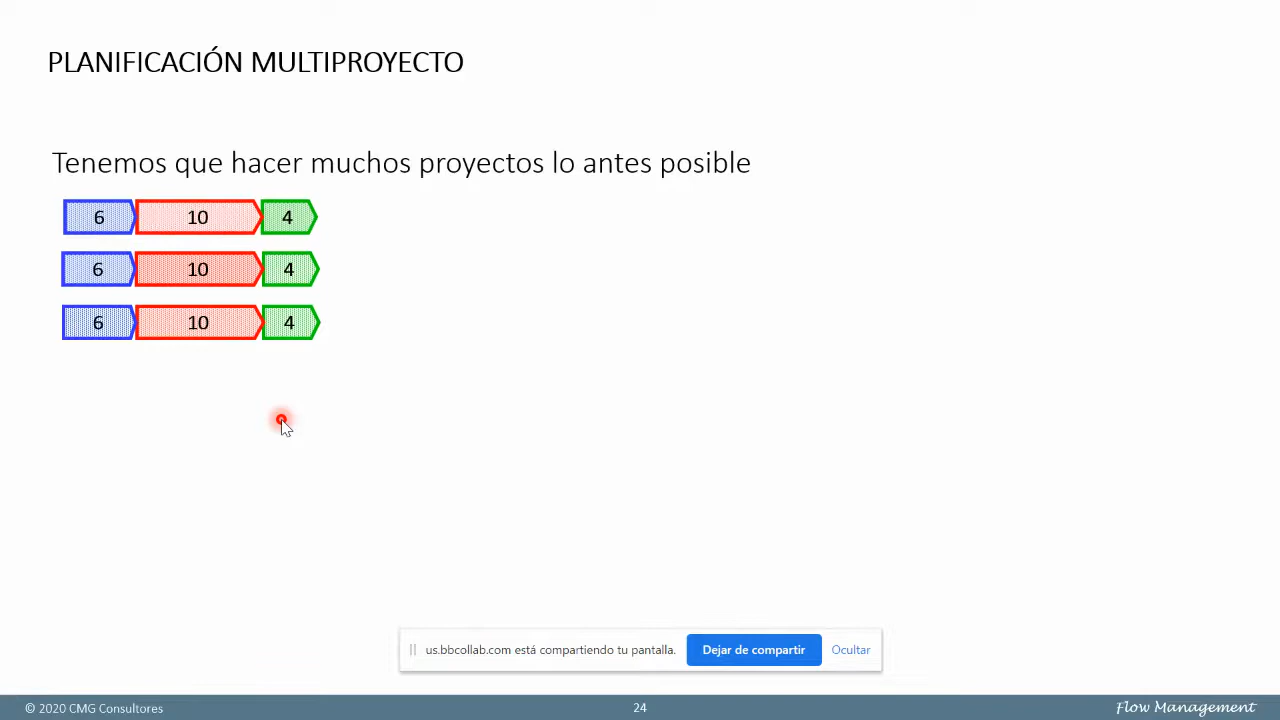 PLANIFICACIÓN MULTIPROYECTO
Tenemos que hacer muchos proyectos lo antes posible
6 10 4
6 10 4
6 10 4
us.bbcollab.com está compartiendo tu pantalla. Dejar de compartir Ocultar
© 2020 CMG Consultores 24 Flow Management